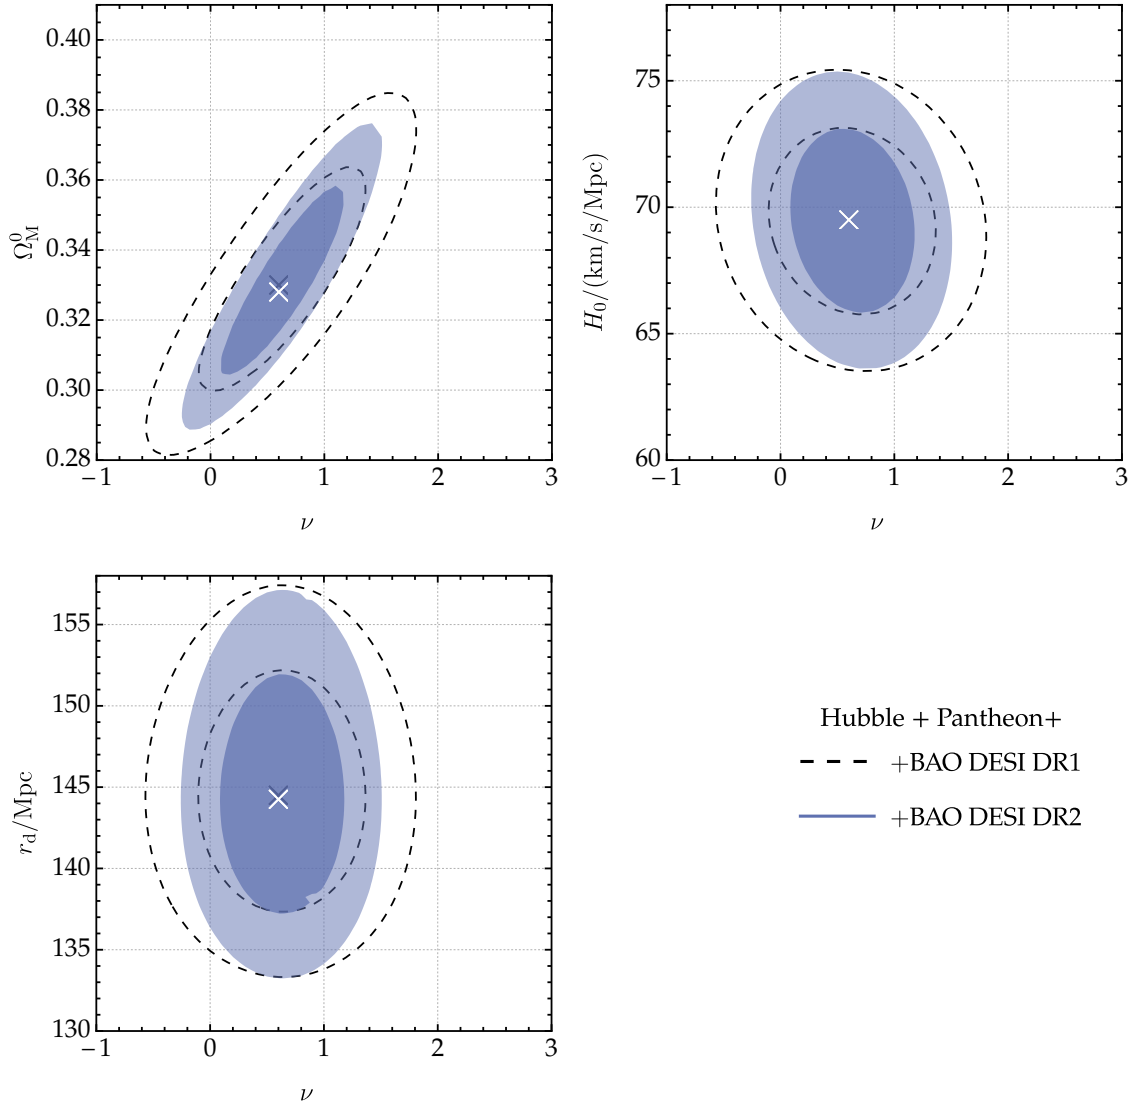 0.40
0.38
0.36
0.34
0.32
0.30
0.28
Ω⁰_M
−1 0 1 2 3
ν
75
70
65
60
H₀/(km/s/Mpc)
−1 0 1 2 3
ν
155
150
145
140
135
130
r_d/Mpc
−1 0 1 2 3
ν
Hubble + Pantheon+
+BAO DESI DR1
+BAO DESI DR2